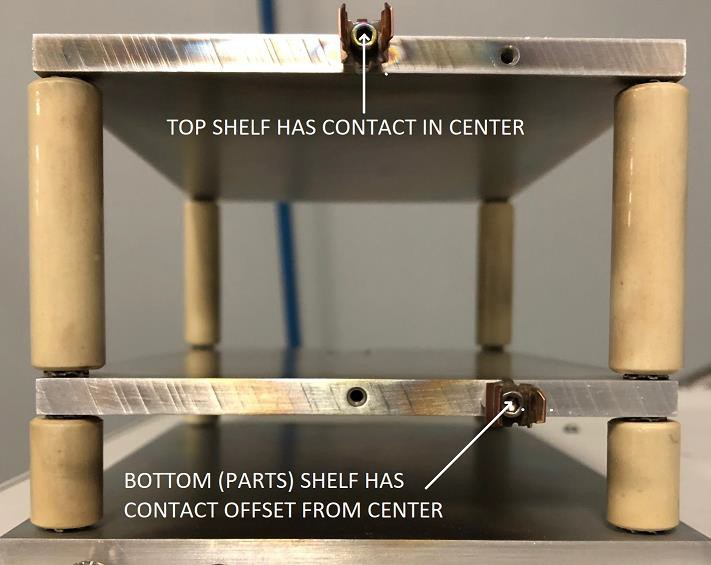 TOP SHELF HAS CONTACT IN CENTER
BOTTOM (PARTS) SHELF HAS
CONTACT OFFSET FROM CENTER